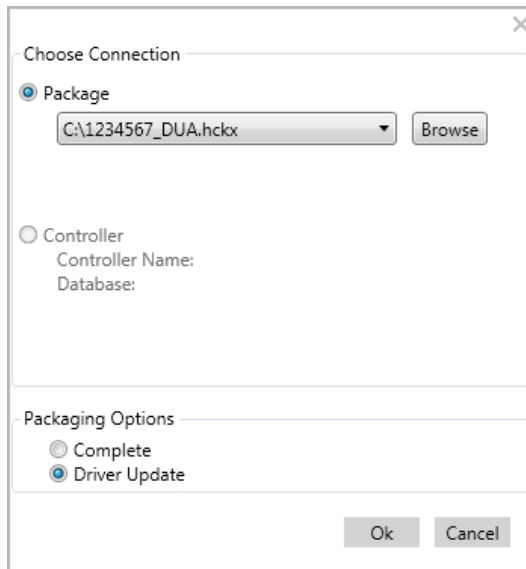 Choose Connection
Package
C:\1234567_DUA.hckx
Browse
Controller
Controller Name:
Database:
Packaging Options
Complete
Driver Update
Ok
Cancel